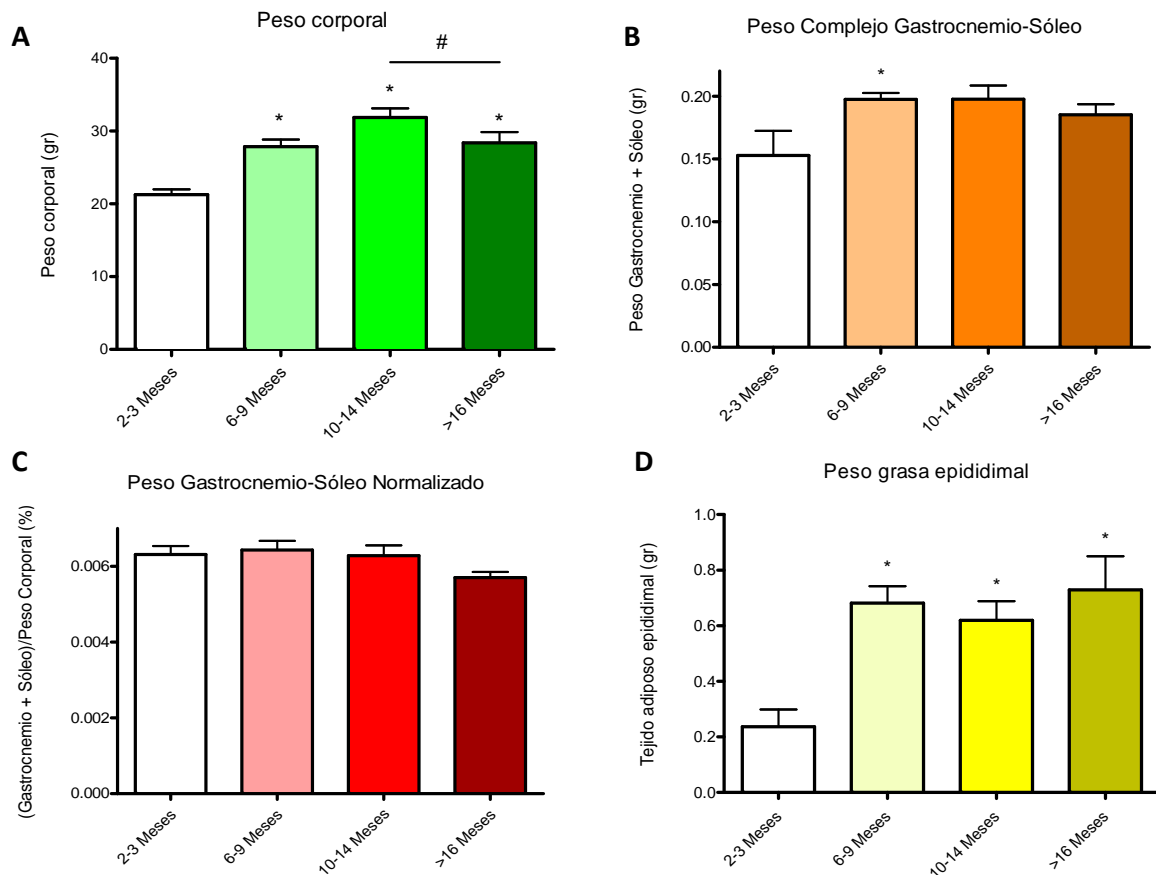 A
Peso corporal
Peso corporal (gr)
40
30
20
10
0
*
*
*
#
2-3 Meses
6-9 Meses
10-14 Meses
>16 Meses
B
Peso Complejo Gastrocnemio-Sóleo
Peso Gastrocnemio + Sóleo (gr)
0.20
0.15
0.10
0.05
0.00
*
2-3 Meses
6-9 Meses
10-14 Meses
>16 Meses
C
Peso Gastrocnemio-Sóleo Normalizado
(Gastrocnemio + Sóleo)/Peso Corporal (%)
0.006
0.004
0.002
0.000
2-3 Meses
6-9 Meses
10-14 Meses
>16 Meses
D
Peso grasa epididimal
Tejido adiposo epididimal (gr)
1.0
0.8
0.6
0.4
0.2
0.0
*
*
*
2-3 Meses
6-9 Meses
10-14 Meses
>16 Meses